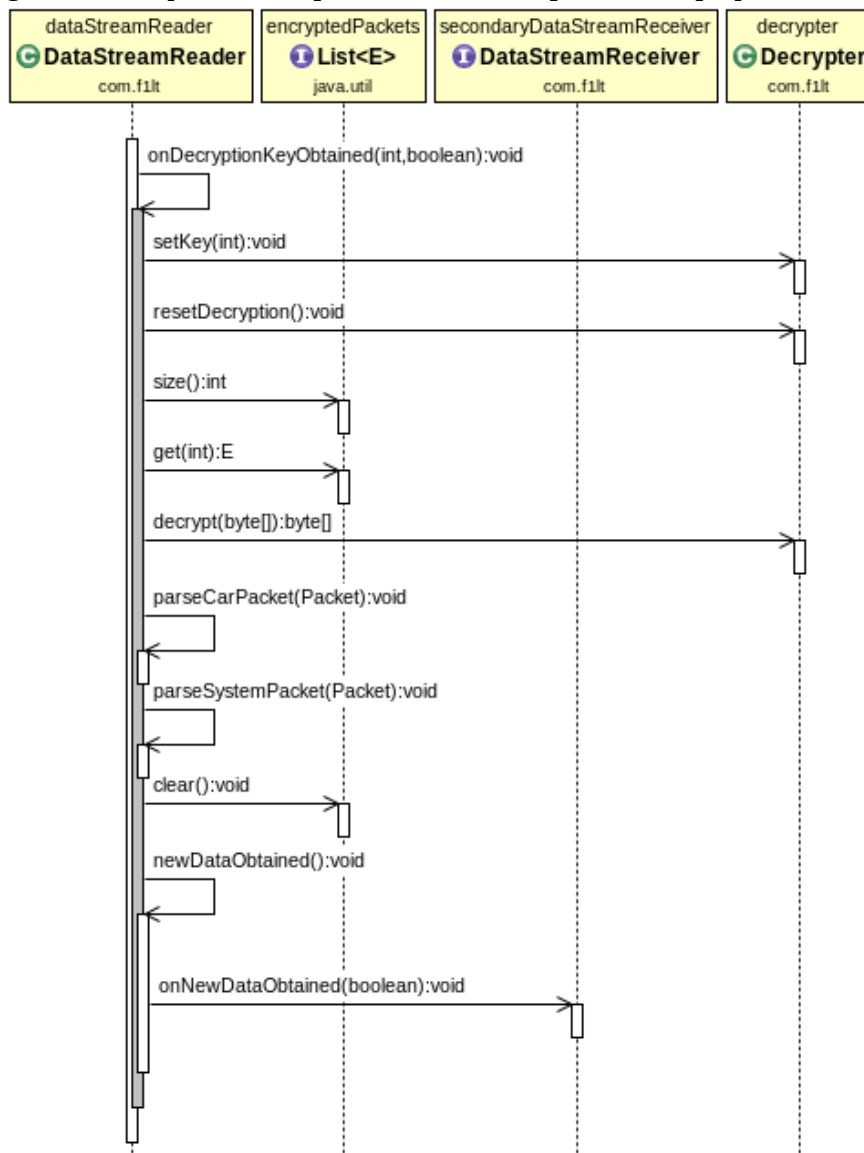 dataStreamReader
C DataStreamReader
com.f1lt
encryptedPackets
I List<E>
java.util
secondaryDataStreamReceiver
I DataStreamReceiver
com.f1lt
decrypter
C Decrypter
com.f1lt
onDecryptionKeyObtained(int,boolean):void
setKey(int):void
resetDecryption():void
size():int
get(int):E
decrypt(byte[]):byte[]
parseCarPacket(Packet):void
parseSystemPacket(Packet):void
clear():void
newDataObtained():void
onNewDataObtained(boolean):void